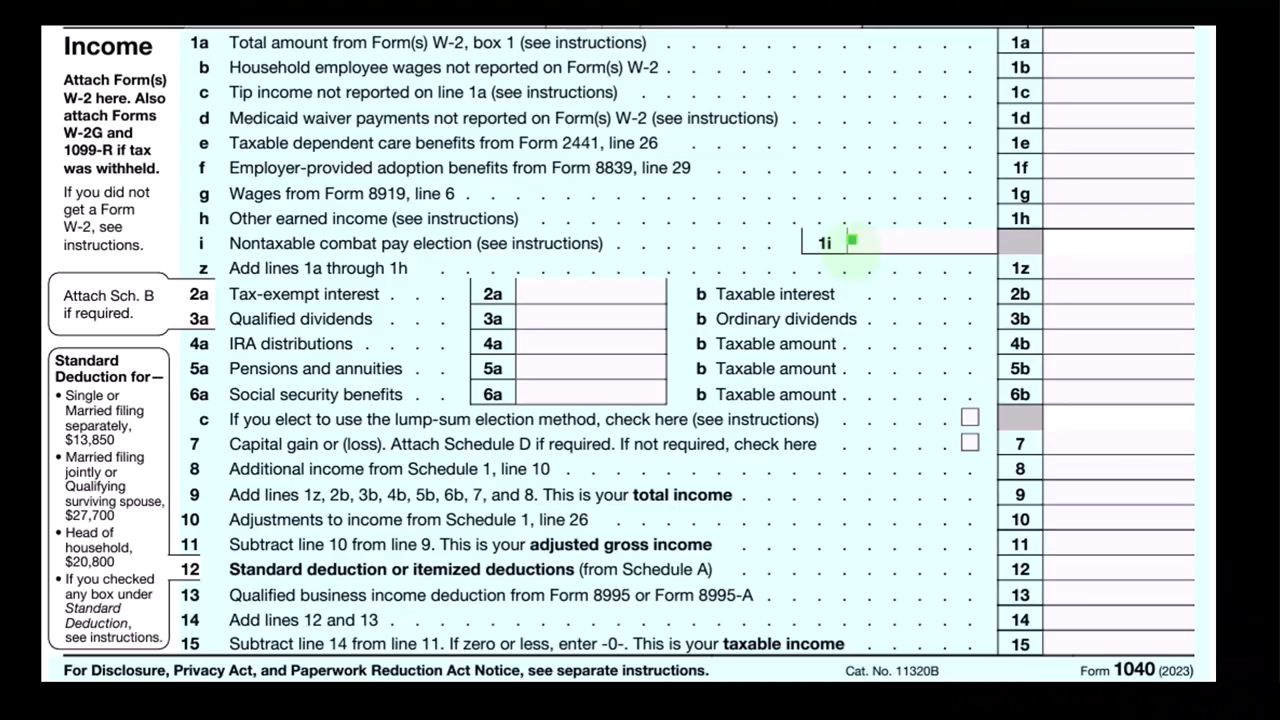 Income
Attach Form(s)
W-2 here. Also
attach Forms
W-2G and
1099-R if tax
was withheld.
If you did not
get a Form
W-2, see
instructions.
1a Total amount from Form(s) W-2, box 1 (see instructions) . . . . . . . . . . . . . 1a
b Household employee wages not reported on Form(s) W-2 . . . . . . . . . . . . . 1b
c Tip income not reported on line 1a (see instructions) . . . . . . . . . . . . . . 1c
d Medicaid waiver payments not reported on Form(s) W-2 (see instructions) . . . . . . . . 1d
e Taxable dependent care benefits from Form 2441, line 26 . . . . . . . . . . . . 1e
f Employer-provided adoption benefits from Form 8839, line 29 . . . . . . . . . . . 1f
g Wages from Form 8919, line 6 . . . . . . . . . . . . . . . . . . . . . 1g
h Other earned income (see instructions) . . . . . . . . . . . . . . . . . . 1h
i Nontaxable combat pay election (see instructions) . . . . . . . 1i
z Add lines 1a through 1h . . . . . . . . . . . . . . . . . . . . . . 1z
Attach Sch. B
if required.
2a Tax-exempt interest . . . 2a b Taxable interest . . . . . 2b
3a Qualified dividends . . . 3a b Ordinary dividends . . . . . 3b
4a IRA distributions . . . . 4a b Taxable amount . . . . . . 4b
5a Pensions and annuities . . 5a b Taxable amount . . . . . . 5b
6a Social security benefits . . 6a b Taxable amount . . . . . . 6b
c If you elect to use the lump-sum election method, check here (see instructions) . . . . .
7 Capital gain or (loss). Attach Schedule D if required. If not required, check here . . . . . 7
8 Additional income from Schedule 1, line 10 . . . . . . . . . . . . . . . . . 8
9 Add lines 1z, 2b, 3b, 4b, 5b, 6b, 7, and 8. This is your total income . . . . . . . . . . 9
10 Adjustments to income from Schedule 1, line 26 . . . . . . . . . . . . . . . 10
11 Subtract line 10 from line 9. This is your adjusted gross income . . . . . . . . . . 11
12 Standard deduction or itemized deductions (from Schedule A) . . . . . . . . . . 12
13 Qualified business income deduction from Form 8995 or Form 8995-A . . . . . . . . . . 13
14 Add lines 12 and 13 . . . . . . . . . . . . . . . . . . . . . . . . 14
15 Subtract line 14 from line 11. If zero or less, enter -0-. This is your taxable income . . . . . 15
Standard
Deduction for—
• Single or
Married filing
separately,
$13,850
• Married filing
jointly or
Qualifying
surviving spouse,
$27,700
• Head of
household,
$20,800
• If you checked
any box under
Standard
Deduction,
see instructions.
For Disclosure, Privacy Act, and Paperwork Reduction Act Notice, see separate instructions. Cat. No. 11320B Form 1040 (2023)